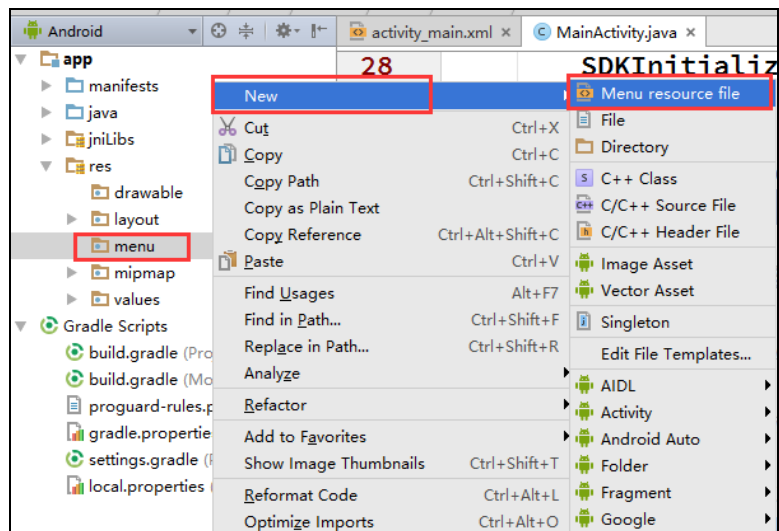 Android
activity_main.xml
MainActivity.java
app
28
SDKInitializ
manifests
java
jniLibs
res
drawable
layout
menu
mipmap
values
Gradle Scripts
build.gradle (Pro
build.gradle (Mo
proguard-rules.p
gradle.propertie
settings.gradle (
local.properties (
New
Cut Ctrl+X
Copy Ctrl+C
Copy Path Ctrl+Shift+C
Copy as Plain Text
Copy Reference Ctrl+Alt+Shift+C
Paste Ctrl+V
Find Usages Alt+F7
Find in Path... Ctrl+Shift+F
Replace in Path... Ctrl+Shift+R
Analyze
Refactor
Add to Favorites
Show Image Thumbnails Ctrl+Shift+T
Reformat Code Ctrl+Alt+L
Optimize Imports Ctrl+Alt+O
Menu resource file
File
Directory
S C++ Class
C++ C/C++ Source File
h C/C++ Header File
Image Asset
Vector Asset
Singleton
Edit File Templates...
AIDL
Activity
Android Auto
Folder
Fragment
Google